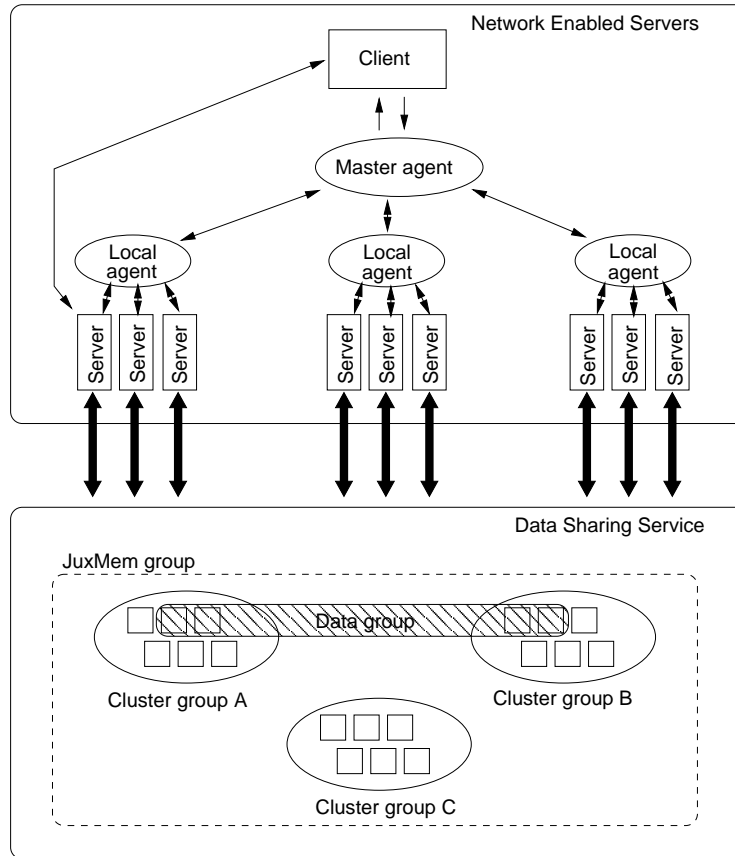 Network Enabled Servers
Client
Master agent
Local
agent
Local
agent
Local
agent
Server
Server
Server
Server
Server
Server
Server
Server
Server
Data Sharing Service
JuxMem group
Data group
Cluster group A
Cluster group B
Cluster group C